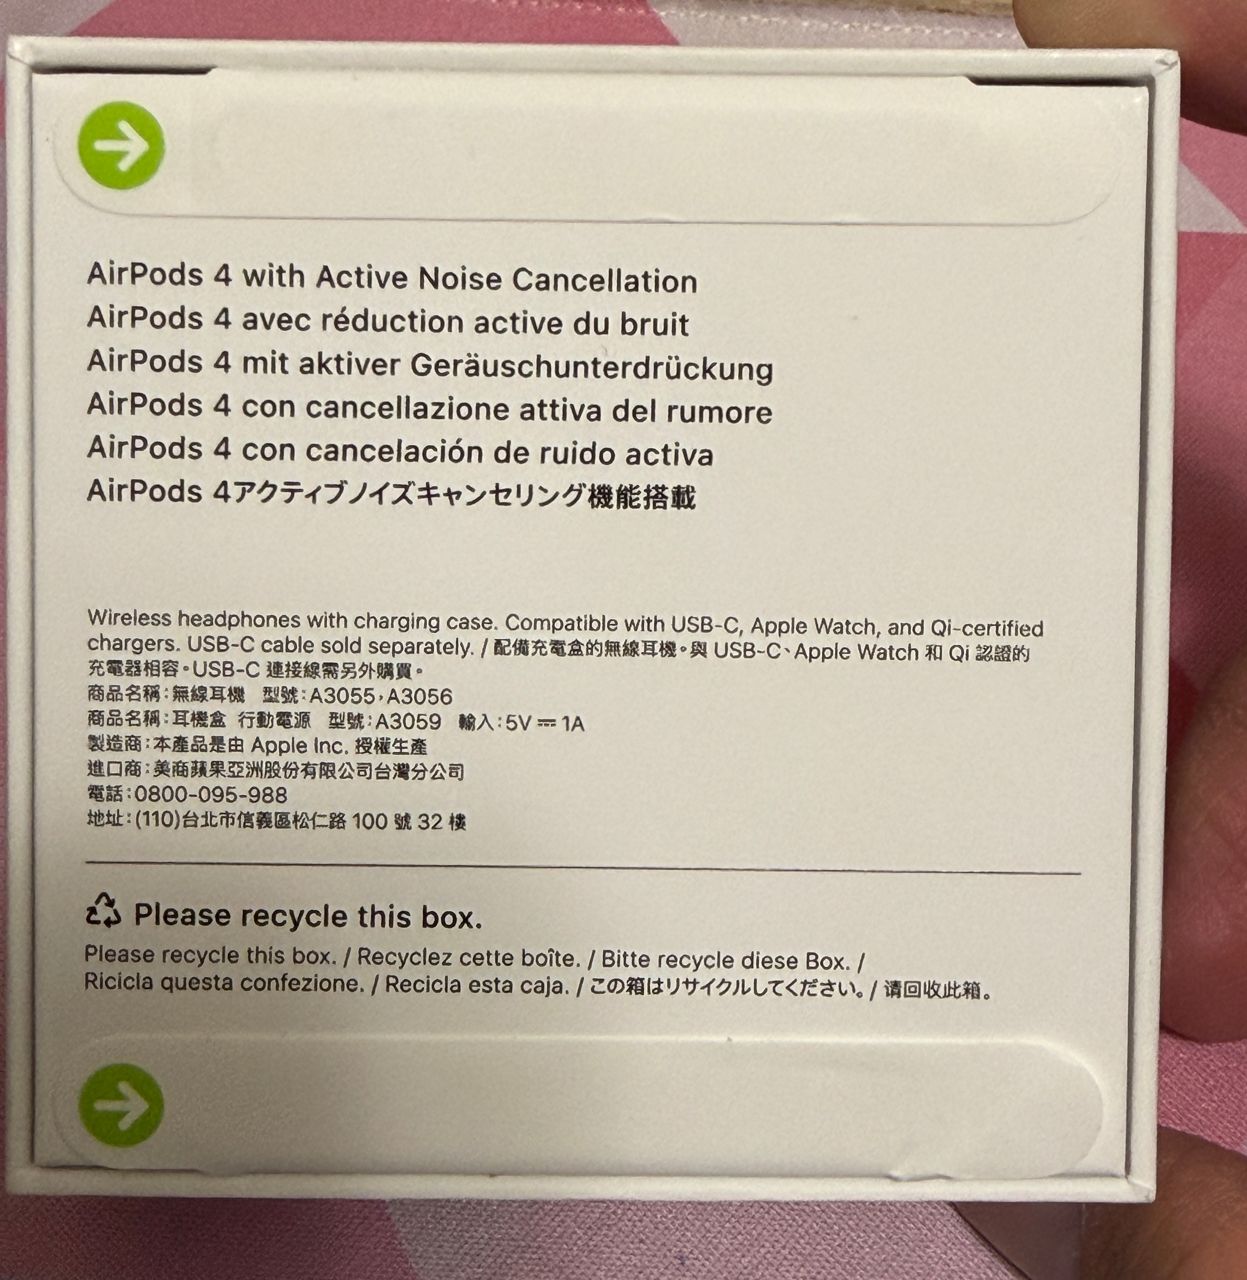 AirPods 4 with Active Noise Cancellation
AirPods 4 avec réduction active du bruit
AirPods 4 mit aktiver Geräuschunterdrückung
AirPods 4 con cancellazione attiva del rumore
AirPods 4 con cancelación de ruido activa
AirPods 4アクティブノイズキャンセリング機能搭載
Wireless headphones with charging case. Compatible with USB-C, Apple Watch, and Qi-certified
chargers. USB-C cable sold separately. / 配備充電盒的無線耳機。與 USB-C、Apple Watch 和 Qi 認證的
充電器相容。USB-C 連接線需另外購買。
商品名稱：無線耳機 型號：A3055，A3056
商品名稱：耳機盒 行動電源 型號：A3059 輸入：5V ⎓ 1A
製造商：本產品是由 Apple Inc. 授權生產
進口商：美商蘋果亞洲股份有限公司台灣分公司
電話：0800-095-988
地址：(110)台北市信義區松仁路 100 號 32 樓
Please recycle this box.
Please recycle this box. / Recyclez cette boîte. / Bitte recycle diese Box. /
Ricicla questa confezione. / Recicla esta caja. / この箱はリサイクルしてください。/ 请回收此箱。